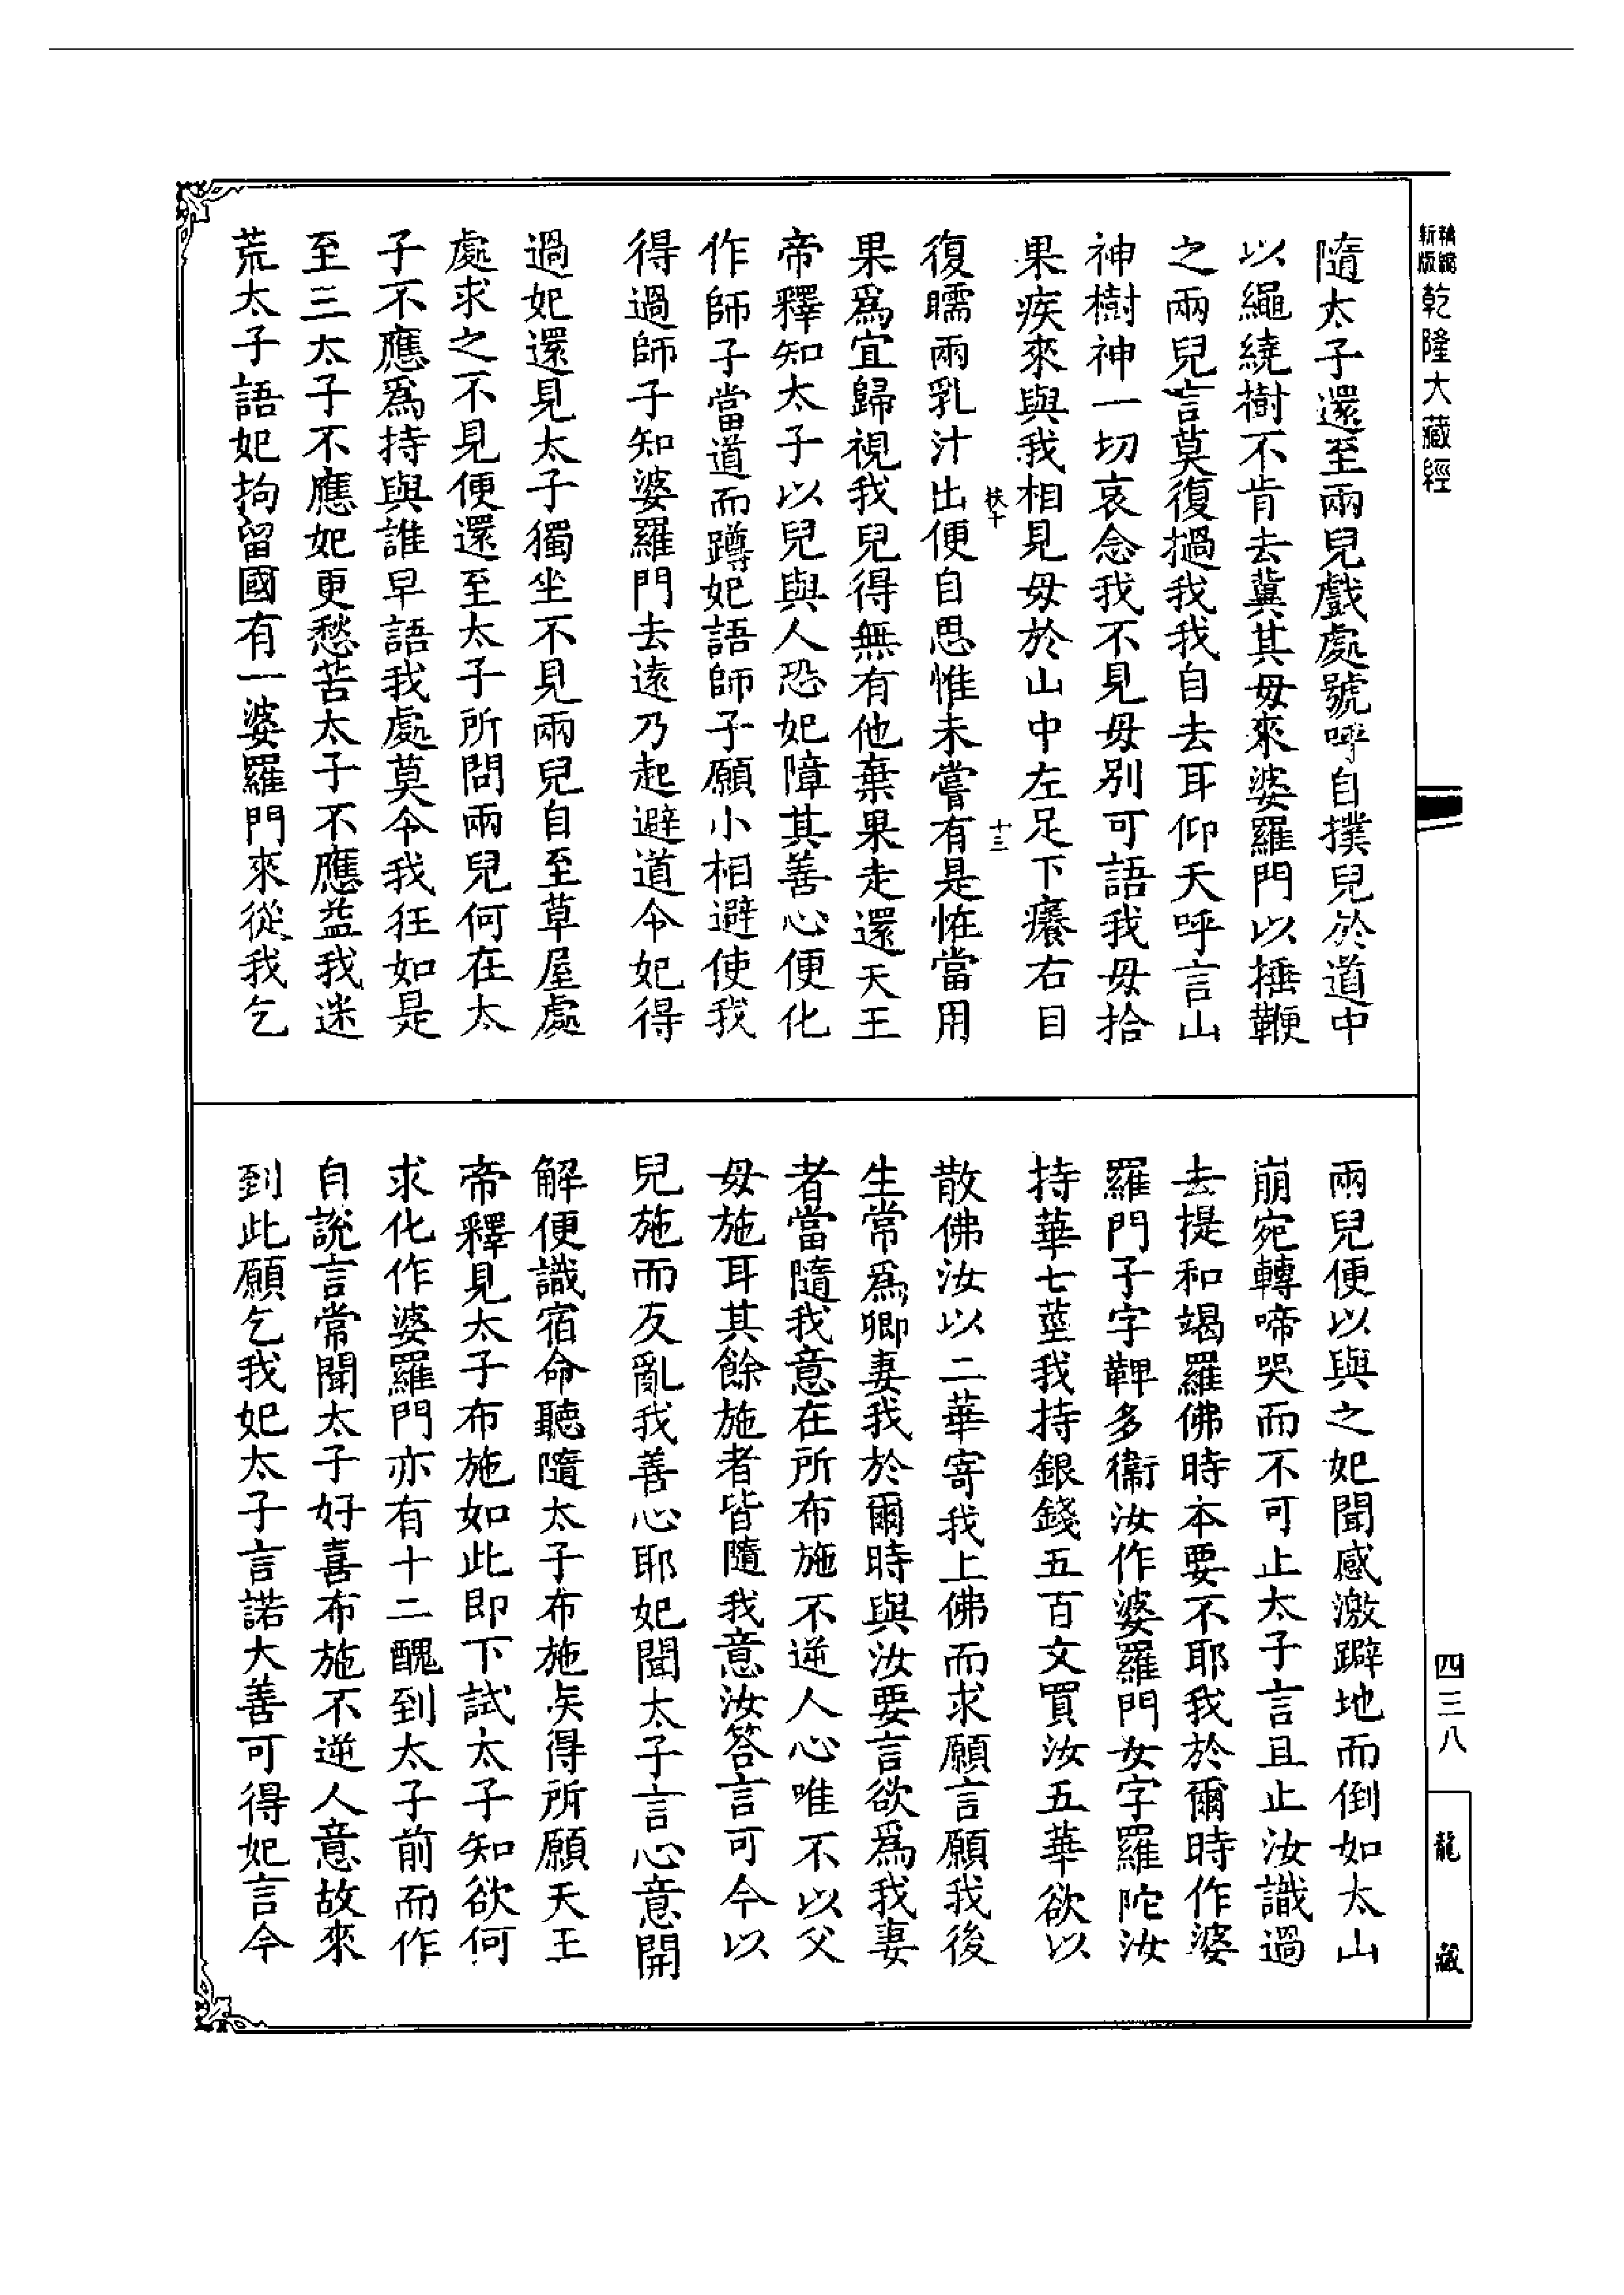 新編
新版
乾隆大藏經
隨太子還至兩兒戲處號呼自撲兒於道中
以繩繞樹不肯去冀其母來婆羅門以捶鞭
之兩兒言莫復撾我我自去耳仰天呼言山
神樹神一切哀念我不見母別可語我母拾
果疾來與我相見母於山中左足下癢右目
扶十
十三
復瞤兩乳汁出便自思惟未嘗有是恠當用
果爲宜歸視我兒得無有他棄果走還天王
帝釋知太子以兒與人恐妃障其善心便化
作師子當道而蹲妃語師子願小相避使我
得過師子知婆羅門去遠乃起避道令妃得
過妃還見太子獨坐不見兩兒自至草屋處
處求之不見便還至太子所問兩兒何在太
子不應爲持與誰早語我處莫令我狂如是
至三太子不應妃更愁苦太子不應益我迷
荒太子語妃拘留國有一婆羅門來從我乞
兩兒便以與之妃聞感激躃地而倒如太山
崩宛轉啼哭而不可止太子言且止汝識過
去提和竭羅佛時本要不耶我於爾時作婆
羅門子字鞞多衞汝作婆羅門女字羅陀汝
持華七莖我持銀錢五百文買汝五華欲以
散佛汝以二華寄我上佛而求願言願我後
生常爲卿妻我於爾時與汝要言欲爲我妻
者當隨我意在所布施不逆人心唯不以父
母施耳其餘施者皆隨我意汝答言可今以
兒施而反亂我善心耶妃聞太子言心意開
解便識宿命聽隨太子布施疾得所願天王
帝釋見太子布施如此即下試太子知欲何
求化作婆羅門亦有十二醜到太子前而作
自說言常聞太子好喜布施不逆人意故來
到此願乞我妃太子言諾大善可得妃言今
四三八
龍
藏